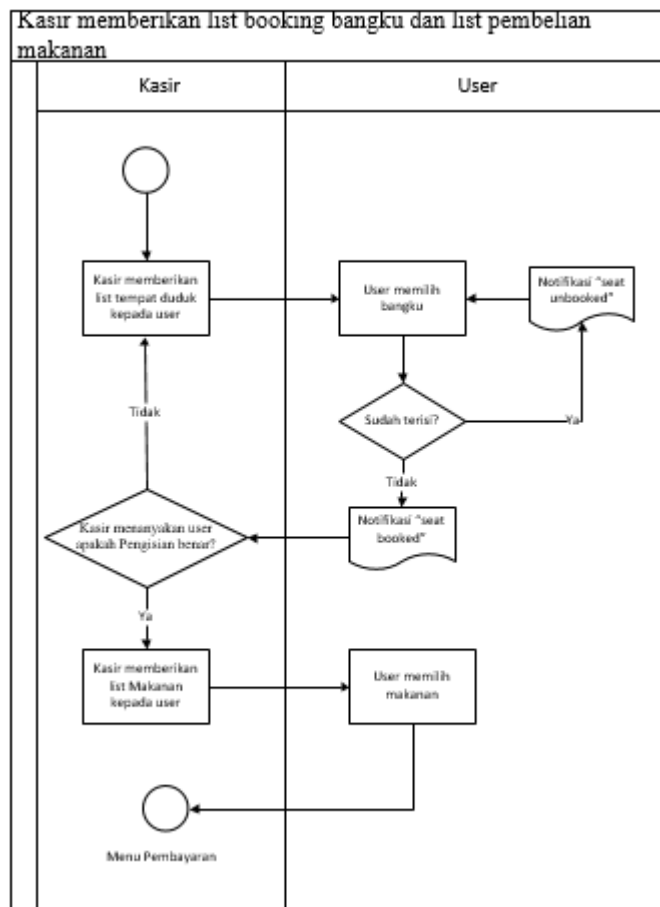 Kasir memberikan list booking bangku dan list pembelian
makanan
Kasir
User
Kasir memberikan
list tempat duduk
kepada user
User memilih
bangku
Notifikasi “seat
unbooked”
Tidak
Sudah terisi?
Ya
Tidak
Kasir menanyakan user
apakah Pengisian benar?
Notifikasi “seat
booked”
Ya
Kasir memberikan
list Makanan
kepada user
User memilih
makanan
Menu Pembayaran